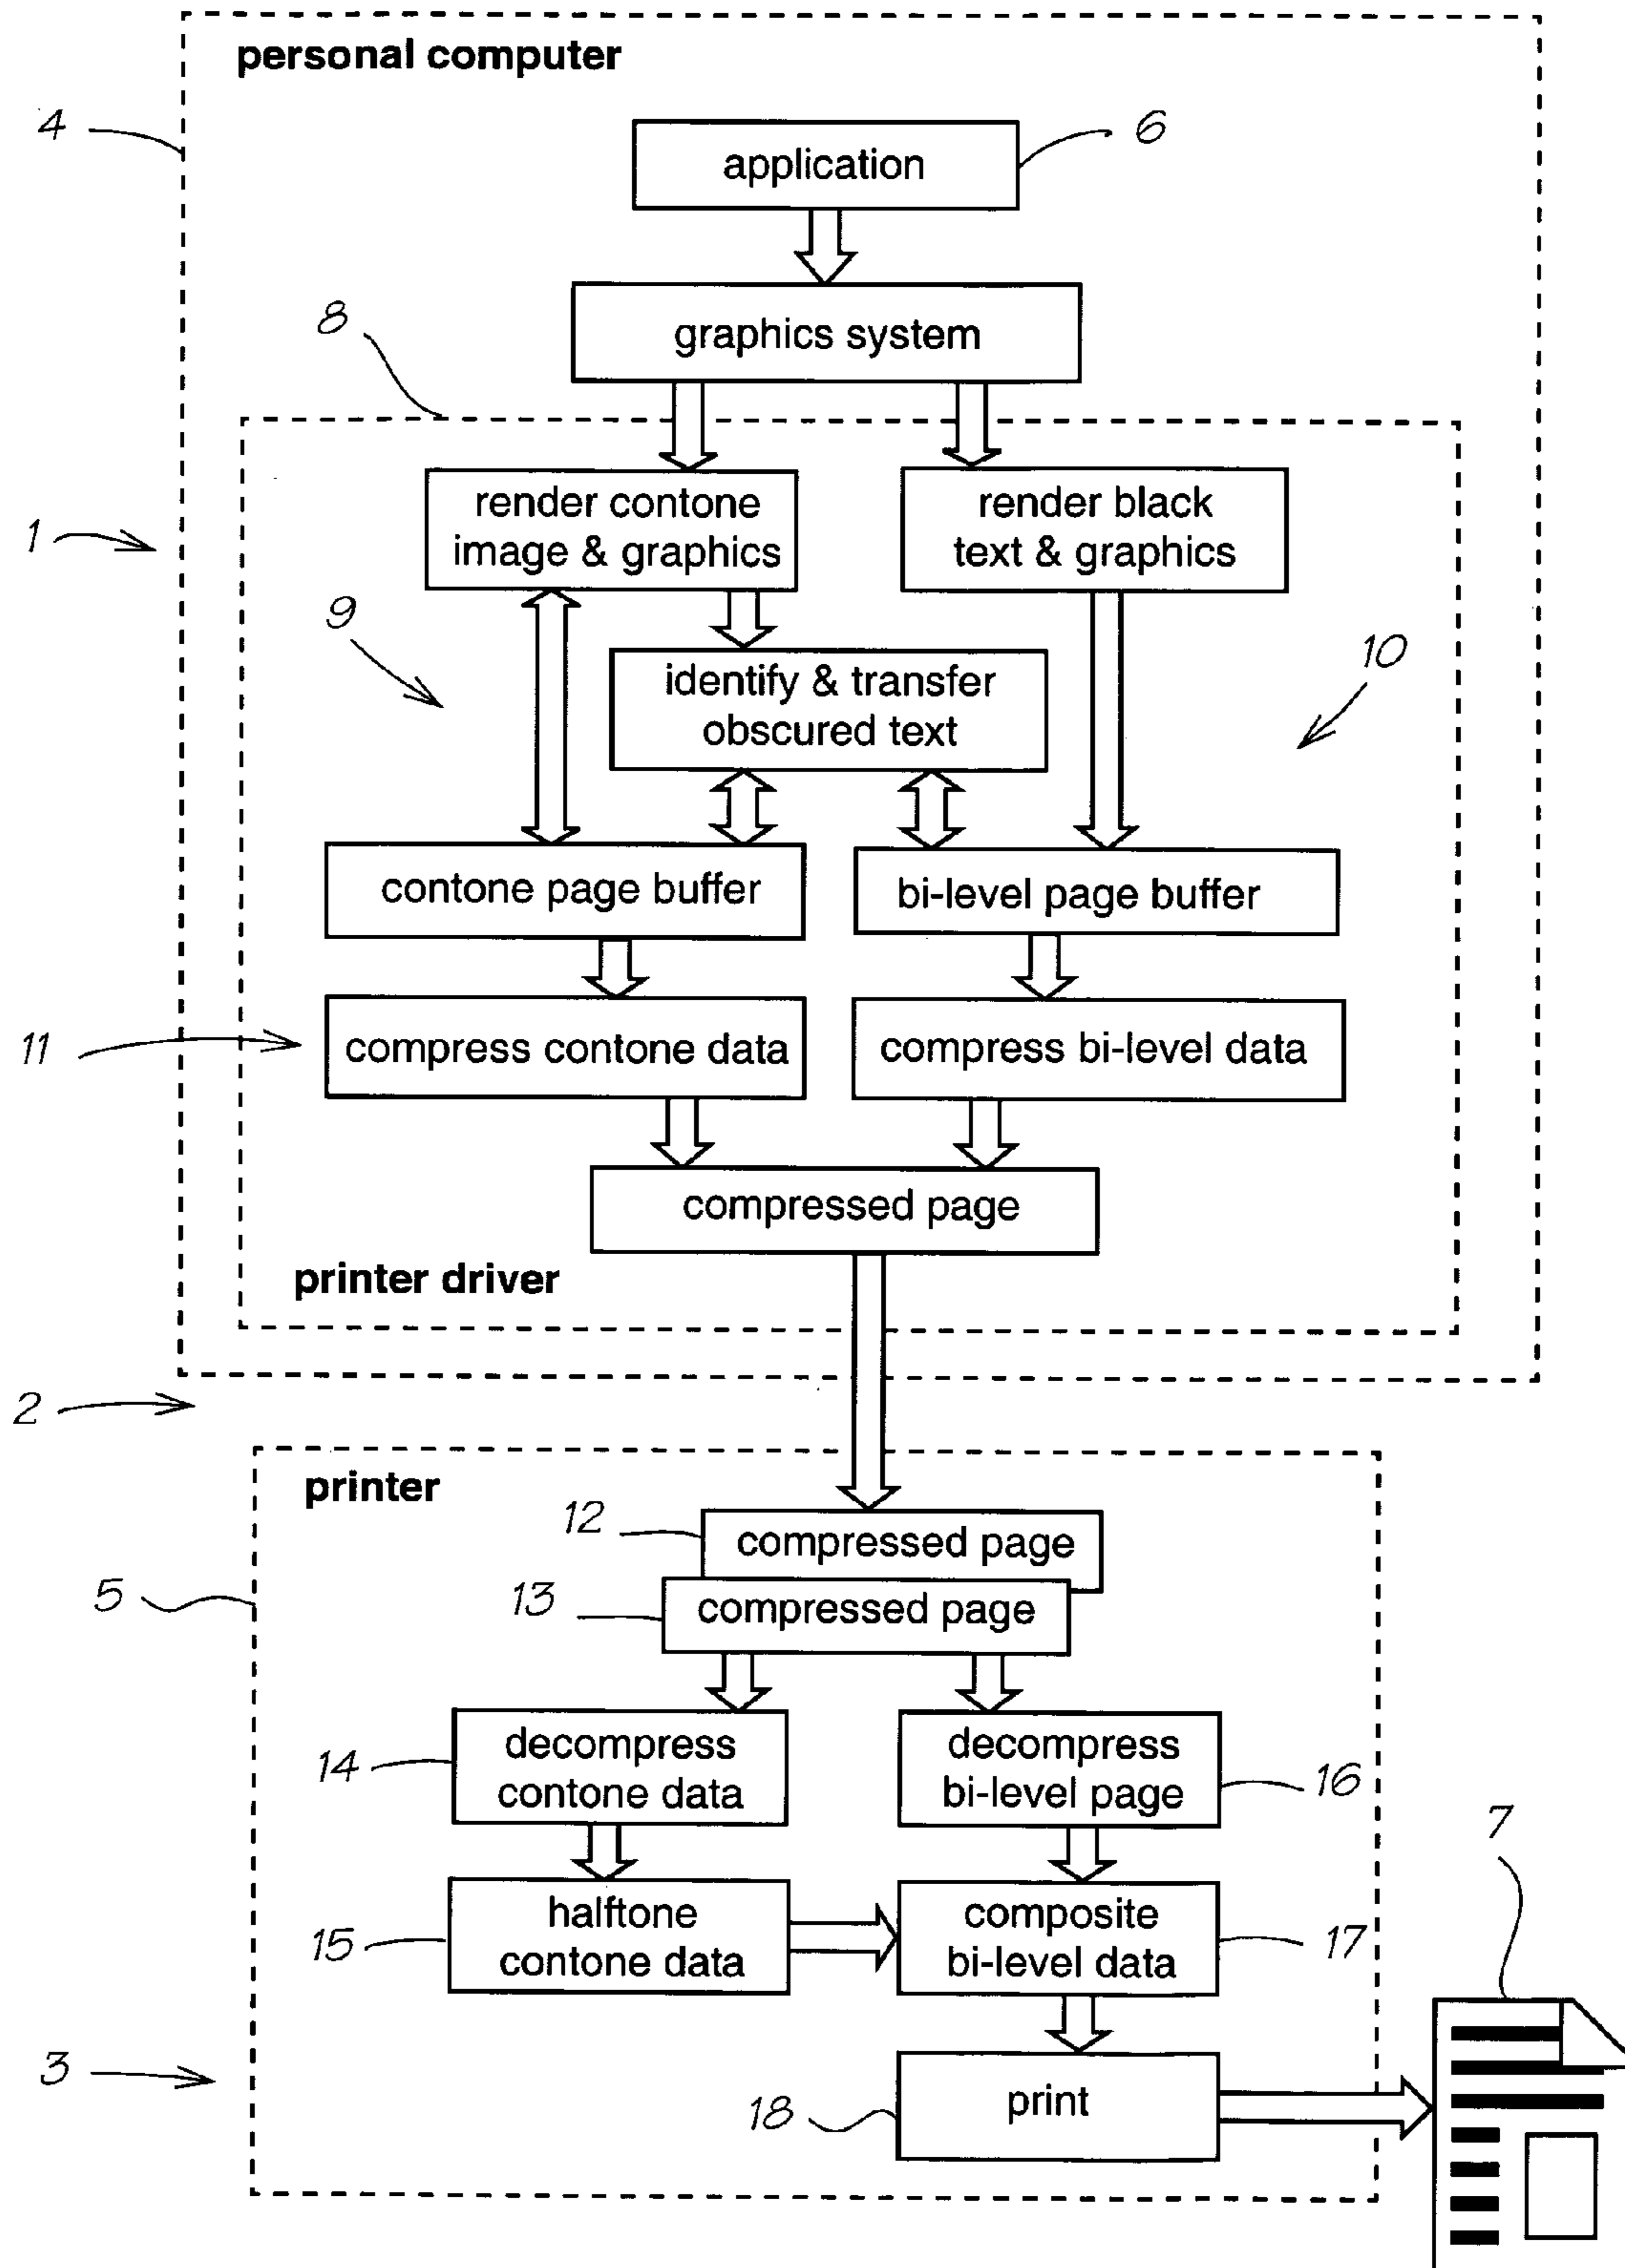 personal computer
4
6
application
8
graphics system
1
render contone
image & graphics
render black
text & graphics
9
10
identify & transfer
obscured text
contone page buffer
bi-level page buffer
11
compress contone data
compress bi-level data
compressed page
printer driver
2
printer
12
compressed page
5
13
compressed page
14
decompress
contone data
decompress
bi-level page
16
7
15
halftone
contone data
composite
bi-level data
17
3
18
print